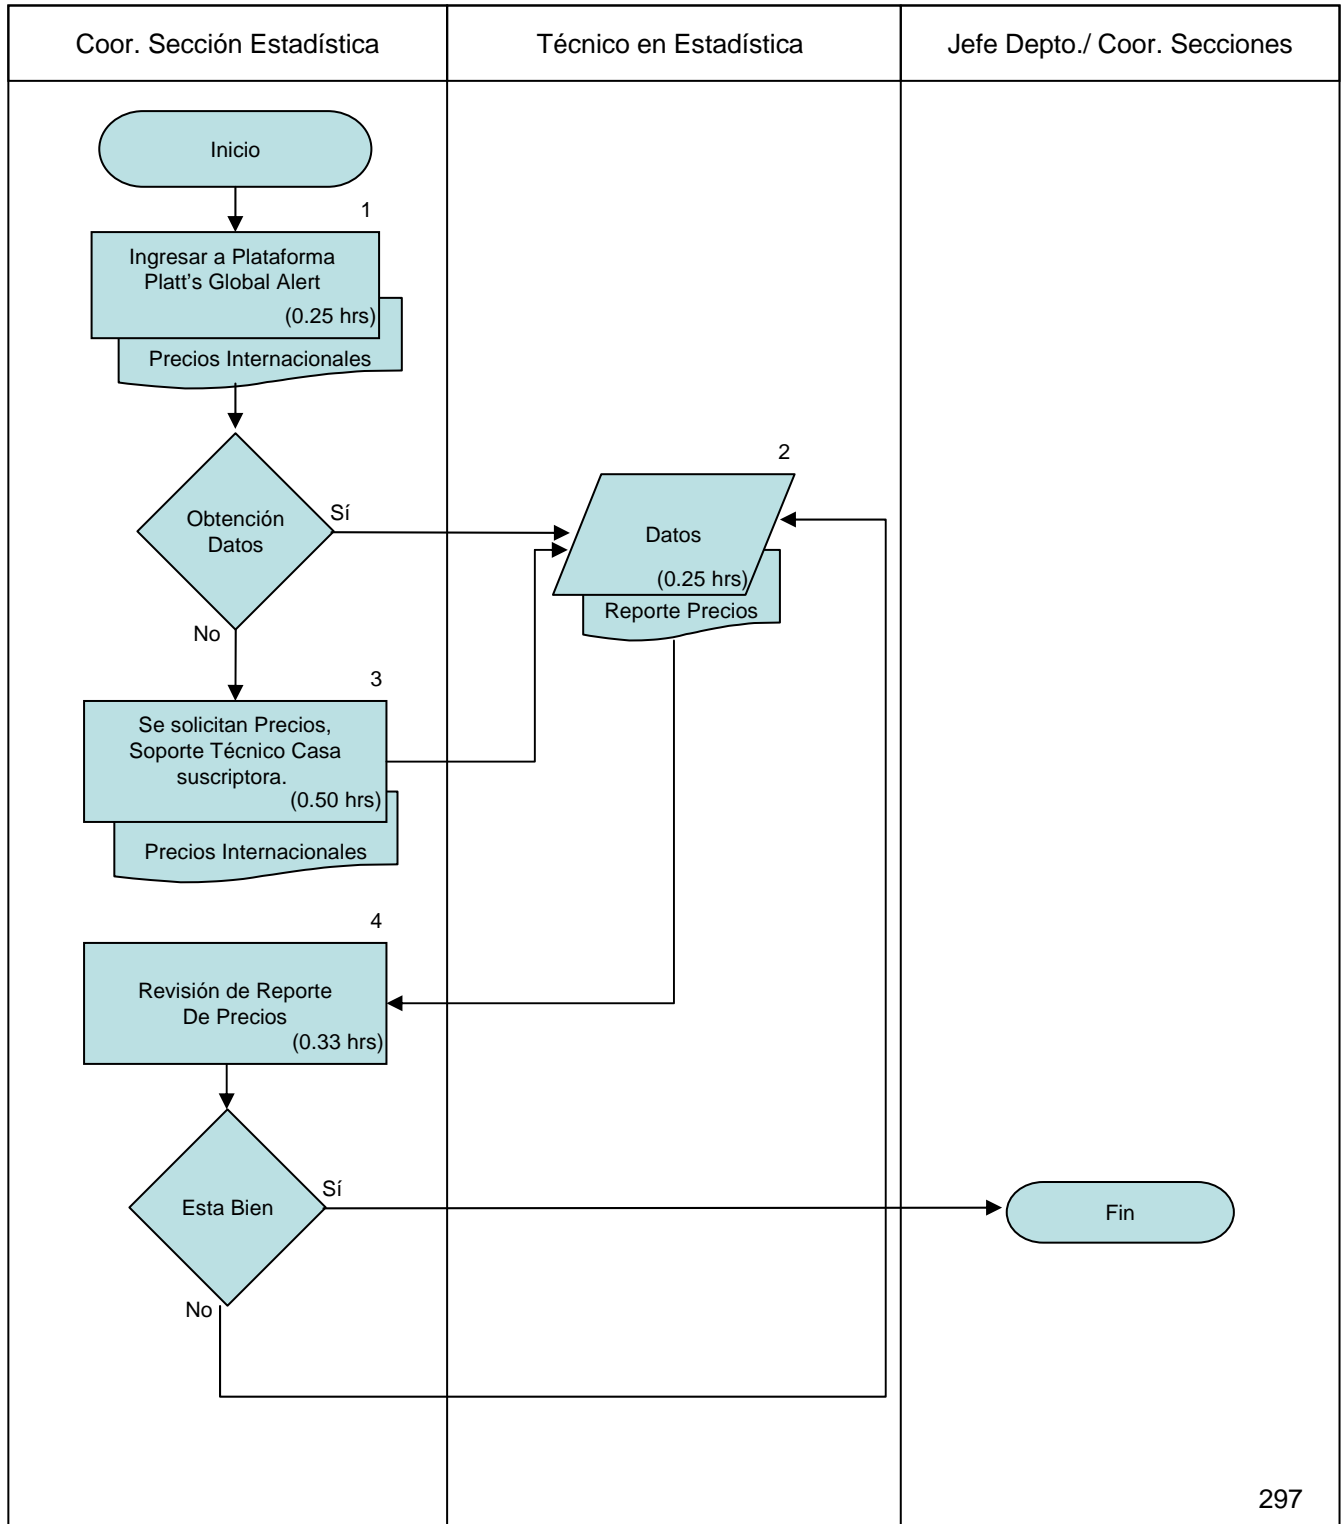 Coor. Sección Estadística
Técnico en Estadística
Jefe Depto./ Coor. Secciones
Inicio
1
Ingresar a Plataforma
Platt’s Global Alert
(0.25 hrs)
Precios Internacionales
Obtención
Datos
Sí
No
2
Datos
(0.25 hrs)
Reporte Precios
3
Se solicitan Precios,
Soporte Técnico Casa
suscriptora.
(0.50 hrs)
Precios Internacionales
4
Revisión de Reporte
De Precios
(0.33 hrs)
Esta Bien
Sí
No
Fin
297